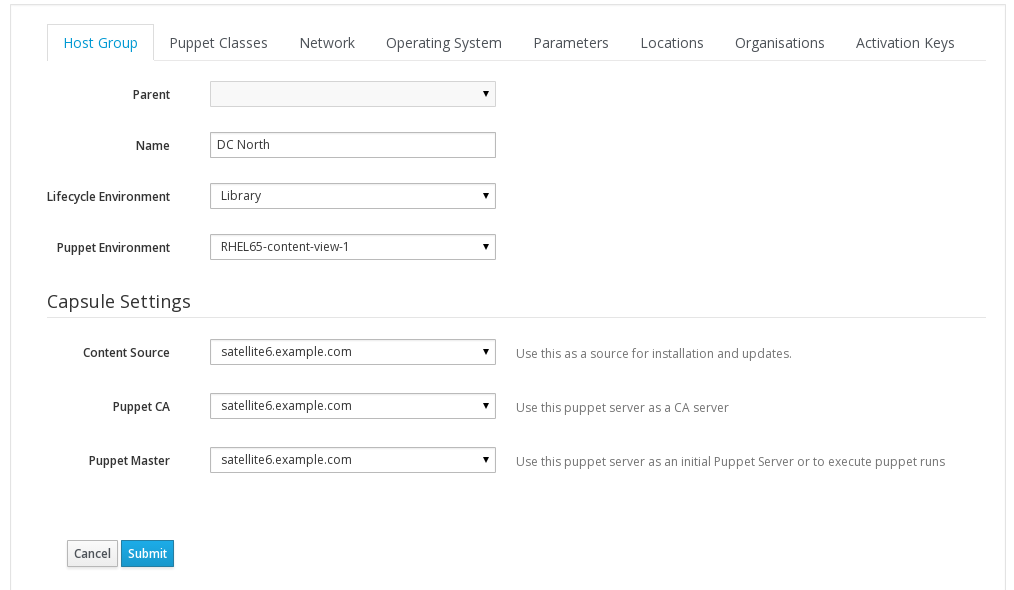 Host Group Puppet Classes Network Operating System Parameters Locations Organisations Activation Keys
Parent
Name DC North
Lifecycle Environment Library
Puppet Environment RHEL65-content-view-1
Capsule Settings
Content Source satellite6.example.com Use this as a source for installation and updates.
Puppet CA satellite6.example.com Use this puppet server as a CA server
Puppet Master satellite6.example.com Use this puppet server as an initial Puppet Server or to execute puppet runs
Cancel Submit